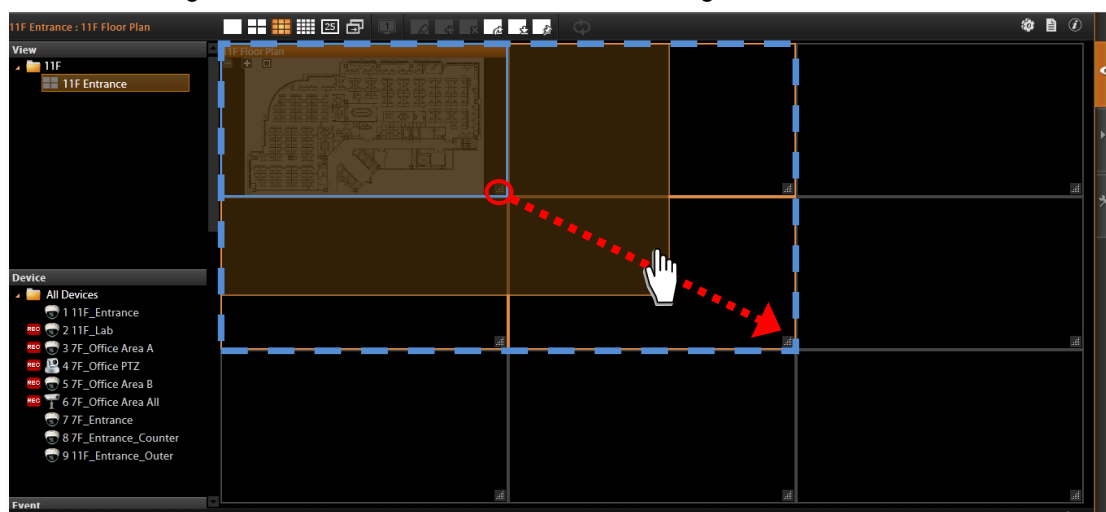 11F Entrance : 11F Floor Plan
25
1
i
View
11F
11F Entrance
11F Floor Plan
Device
All Devices
1 11F_Entrance
REC 2 11F_Lab
REC 3 7F_Office Area A
REC 4 7F_Office PTZ
REC 5 7F_Office Area B
REC 6 7F_Office Area All
7 7F_Entrance
8 7F_Entrance_Counter
9 11F_Entrance_Outer
Event